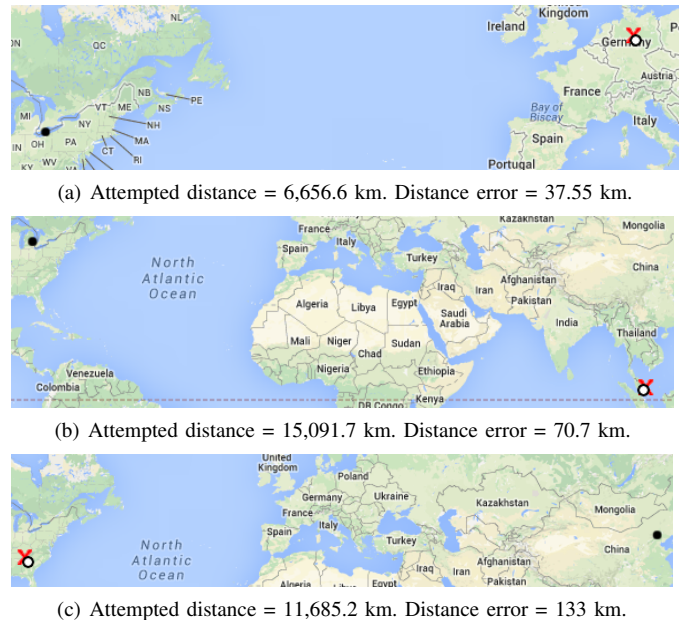 NL
Kingdom
Ireland
Po
ON
QC
Germany
NB
PE
Austria
MI
VT
ME
NS
France
NY
NH
Bay of
Biscay
Italy
OH
PA
MA
IN
CT
Spain
WV
RI
KY
VA
Portugal
(a) Attempted distance = 6,656.6 km. Distance error = 37.55 km.
France
Kazakhstan
Mongolia
Spain
Italy
North
Atlantic
Ocean
Turkey
China
Iraq
Iran
Afghanistan
Pakistan
Algeria
Libya
Egypt
Saudi
Arabia
India
Thailand
Mali
Niger
Chad
Sudan
Venezuela
Nigeria
Ethiopia
Colombia
Kenya
DR Congo
(b) Attempted distance = 15,091.7 km. Distance error = 70.7 km.
United
Kingdom
Poland
Germany
Ukraine
Kazakhstan
France
Mongolia
Italy
Spain
Turkey
China
North
Atlantic
Ocean
Iraq
Iran
Afghanistan
Pakistan
Algeria
Libya
Egypt
(c) Attempted distance = 11,685.2 km. Distance error = 133 km.